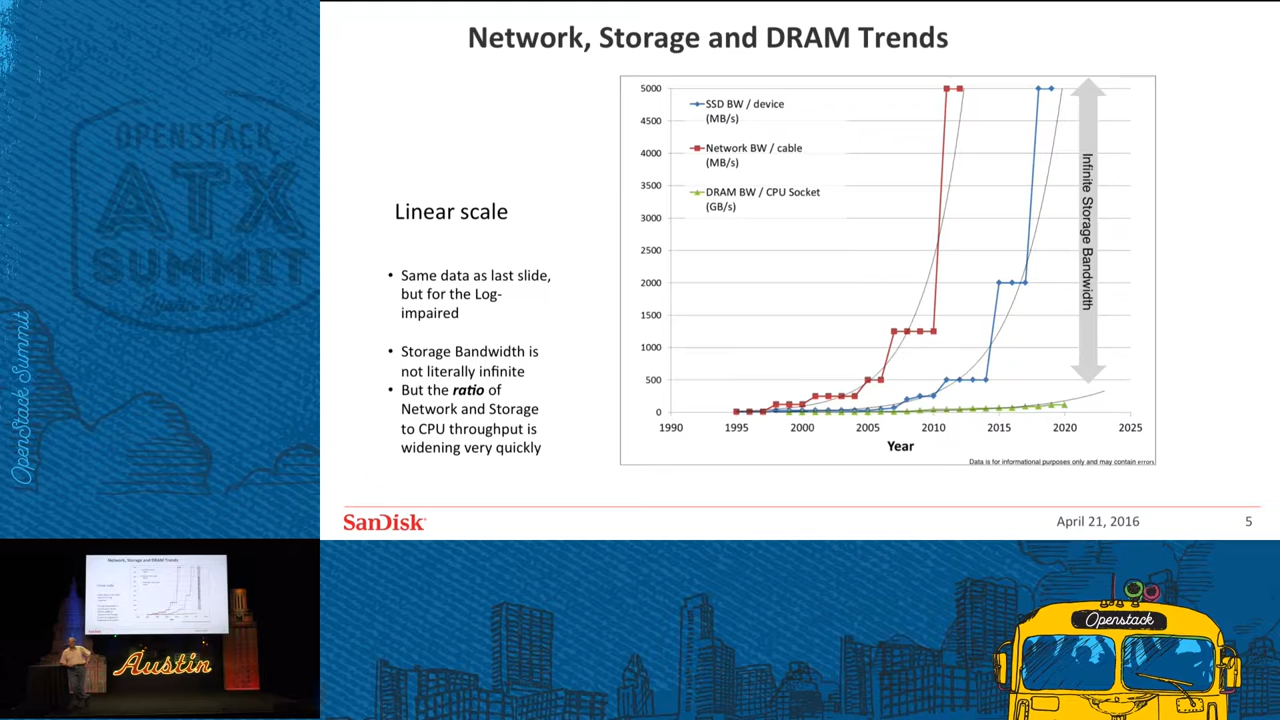 Network, Storage and DRAM Trends
OPENSTACK
ATX
SUMMIT
OpenStack Summit
Linear scale
• Same data as last slide,
but for the Log-
impaired
• Storage Bandwidth is
not literally infinite
• But the ratio of
Network and Storage
to CPU throughput is
widening very quickly
SSD BW / device
(MB/s)
Network BW / cable
(MB/s)
DRAM BW / CPU Socket
(GB/s)
5000
4500
4000
3500
3000
2500
2000
1500
1000
500
0
1990
1995
2000
2005
2010
2015
2020
2025
Year
Infinite Storage Bandwidth
Data is for informational purposes only and may contain errors
SanDisk
April 21, 2016
5
Network, Storage and DRAM Trends
Austin
Openstack